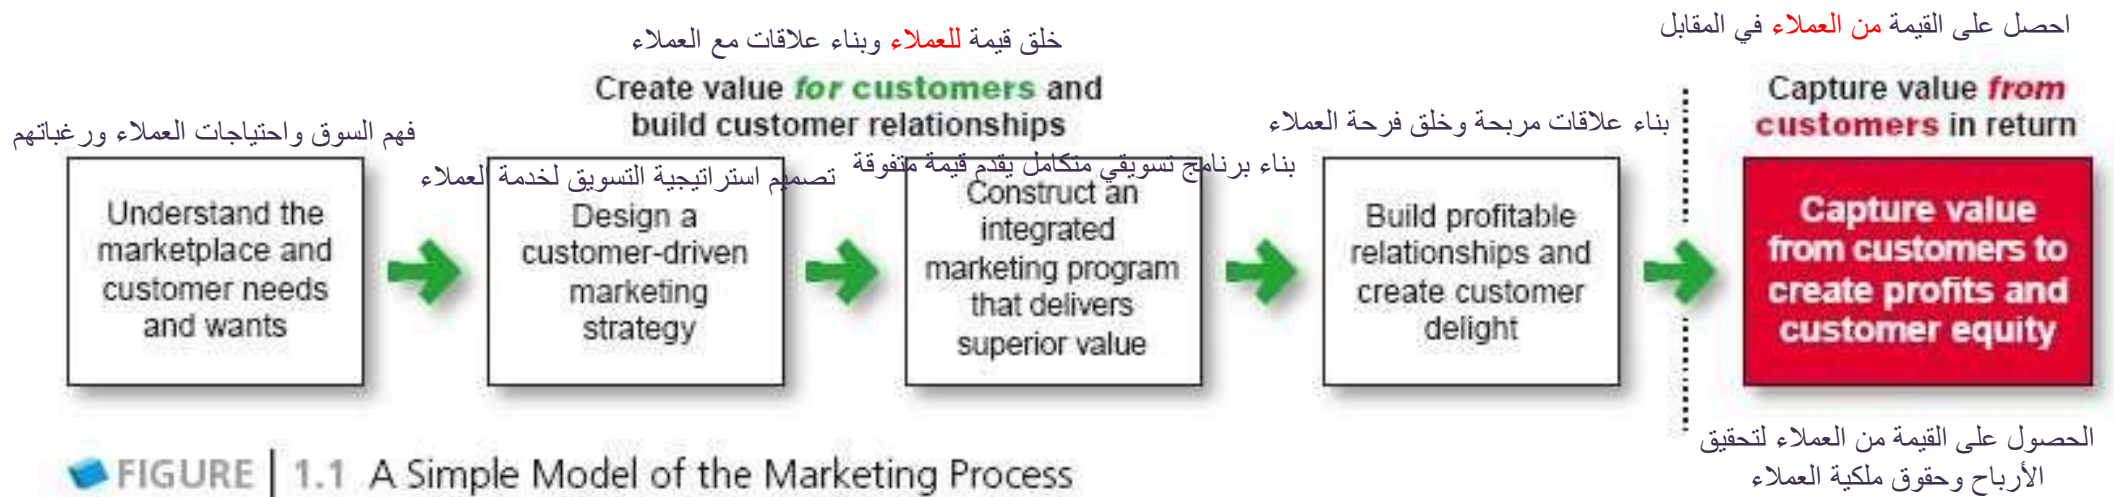 احصل على القيمة من العملاء في المقابل
خلق قيمة للعملاء وبناء علاقات مع العملاء
Create value for customers and
build customer relationships
Capture value from
customers in return
فهم السوق واحتياجات العملاء ورغباتهم
Understand the
marketplace and
customer needs
and wants
تصميم استراتيجية التسويق لخدمة العملاء
Design a
customer-driven
marketing
strategy
بناء برنامج تسويقي متكامل يقدم قيمة متفوقة
Construct an
integrated
marketing program
that delivers
superior value
بناء علاقات مربحة وخلق فرحة العملاء
Build profitable
relationships and
create customer
delight
Capture value
from customers to
create profits and
customer equity
الحصول على القيمة من العملاء لتحقيق
الأرباح وحقوق ملكية العملاء
FIGURE | 1.1 A Simple Model of the Marketing Process